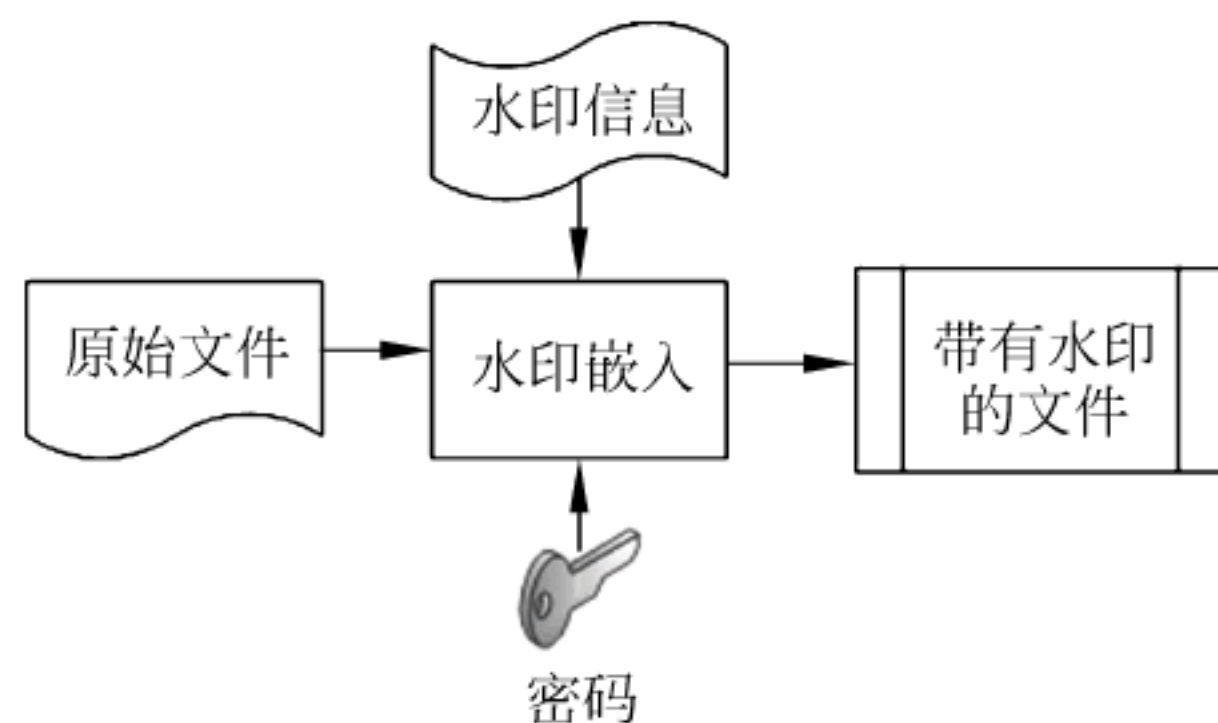 水印信息
原始文件
水印嵌入
带有水印
的文件
密码